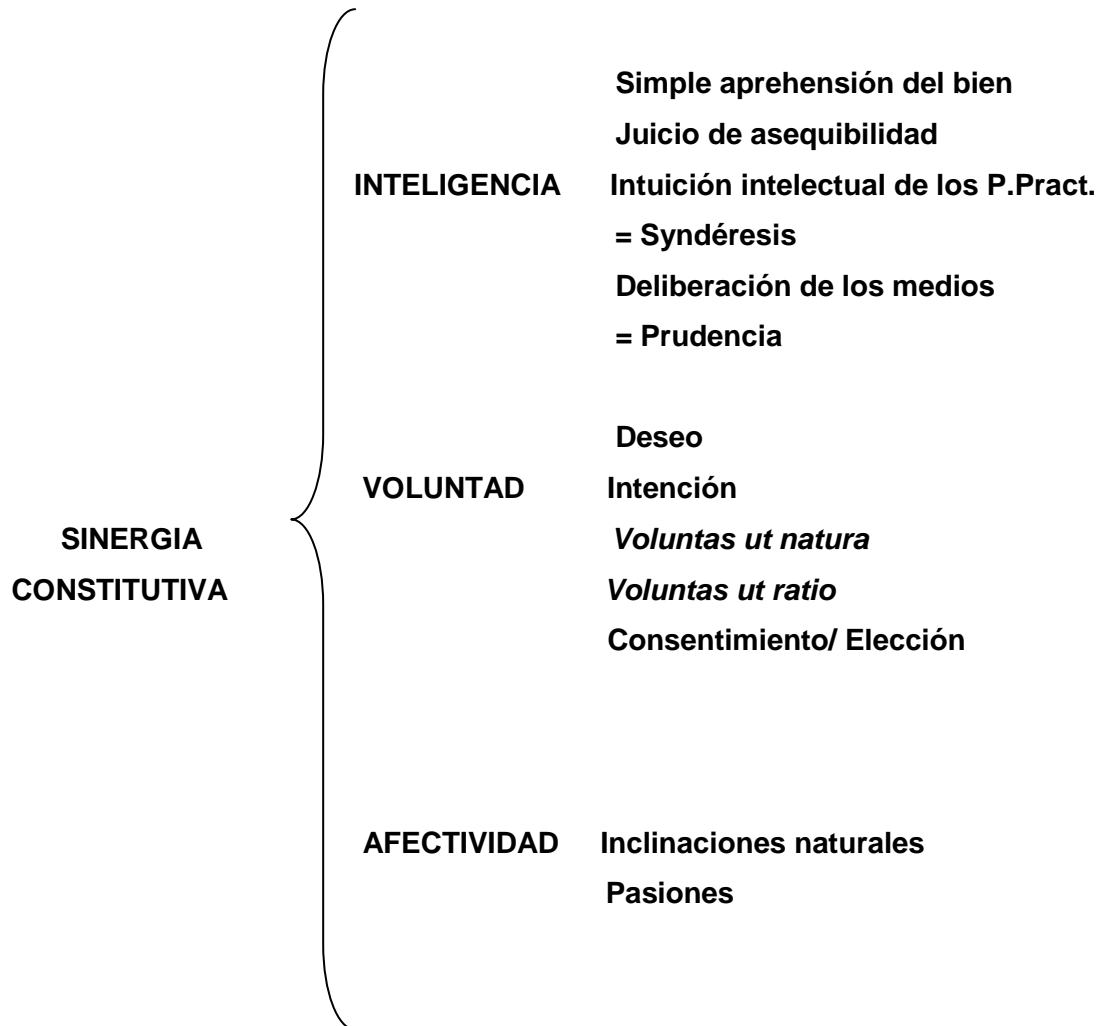 SINERGIA
CONSTITUTIVA
INTELIGENCIA
Simple aprehensión del bien
Juicio de asequibilidad
Intuición intelectual de los P.Pract.
= Syndéresis
Deliberación de los medios
= Prudencia
VOLUNTAD
Deseo
Intención
Voluntas ut natura
Voluntas ut ratio
Consentimiento/ Elección
AFECTIVIDAD
Inclinaciones naturales
Pasiones